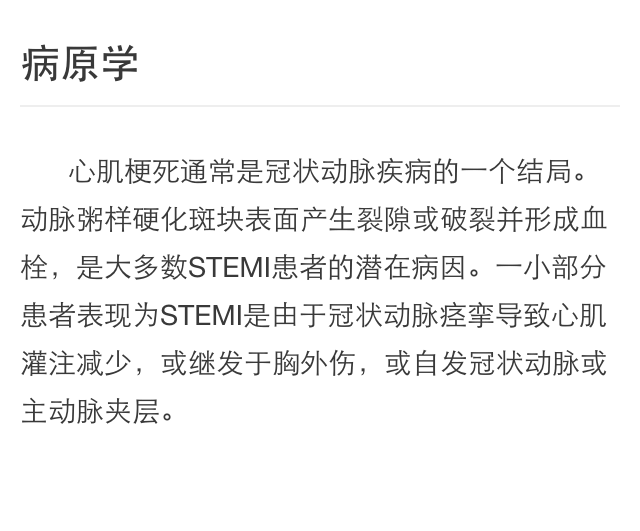 病原学
心肌梗死通常是冠状动脉疾病的一个结局。
动脉粥样硬化斑块表面产生裂隙或破裂并形成血
栓，是大多数STEMI患者的潜在病因。一小部分
患者表现为STEMI是由于冠状动脉痉挛导致心肌
灌注减少，或继发于胸外伤，或自发冠状动脉或
主动脉夹层。